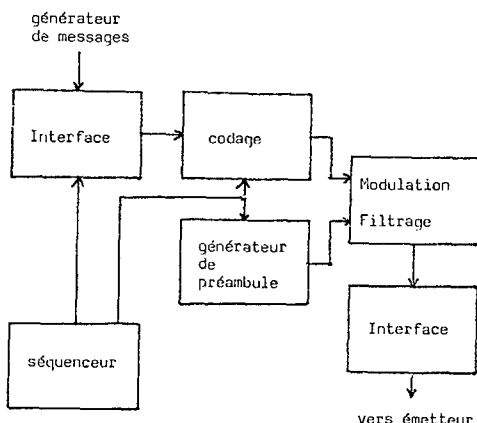 générateur
de messages
Interface
codage
Modulation
Filtrage
générateur
de
préambule
Interface
séquenceur
vers émetteur